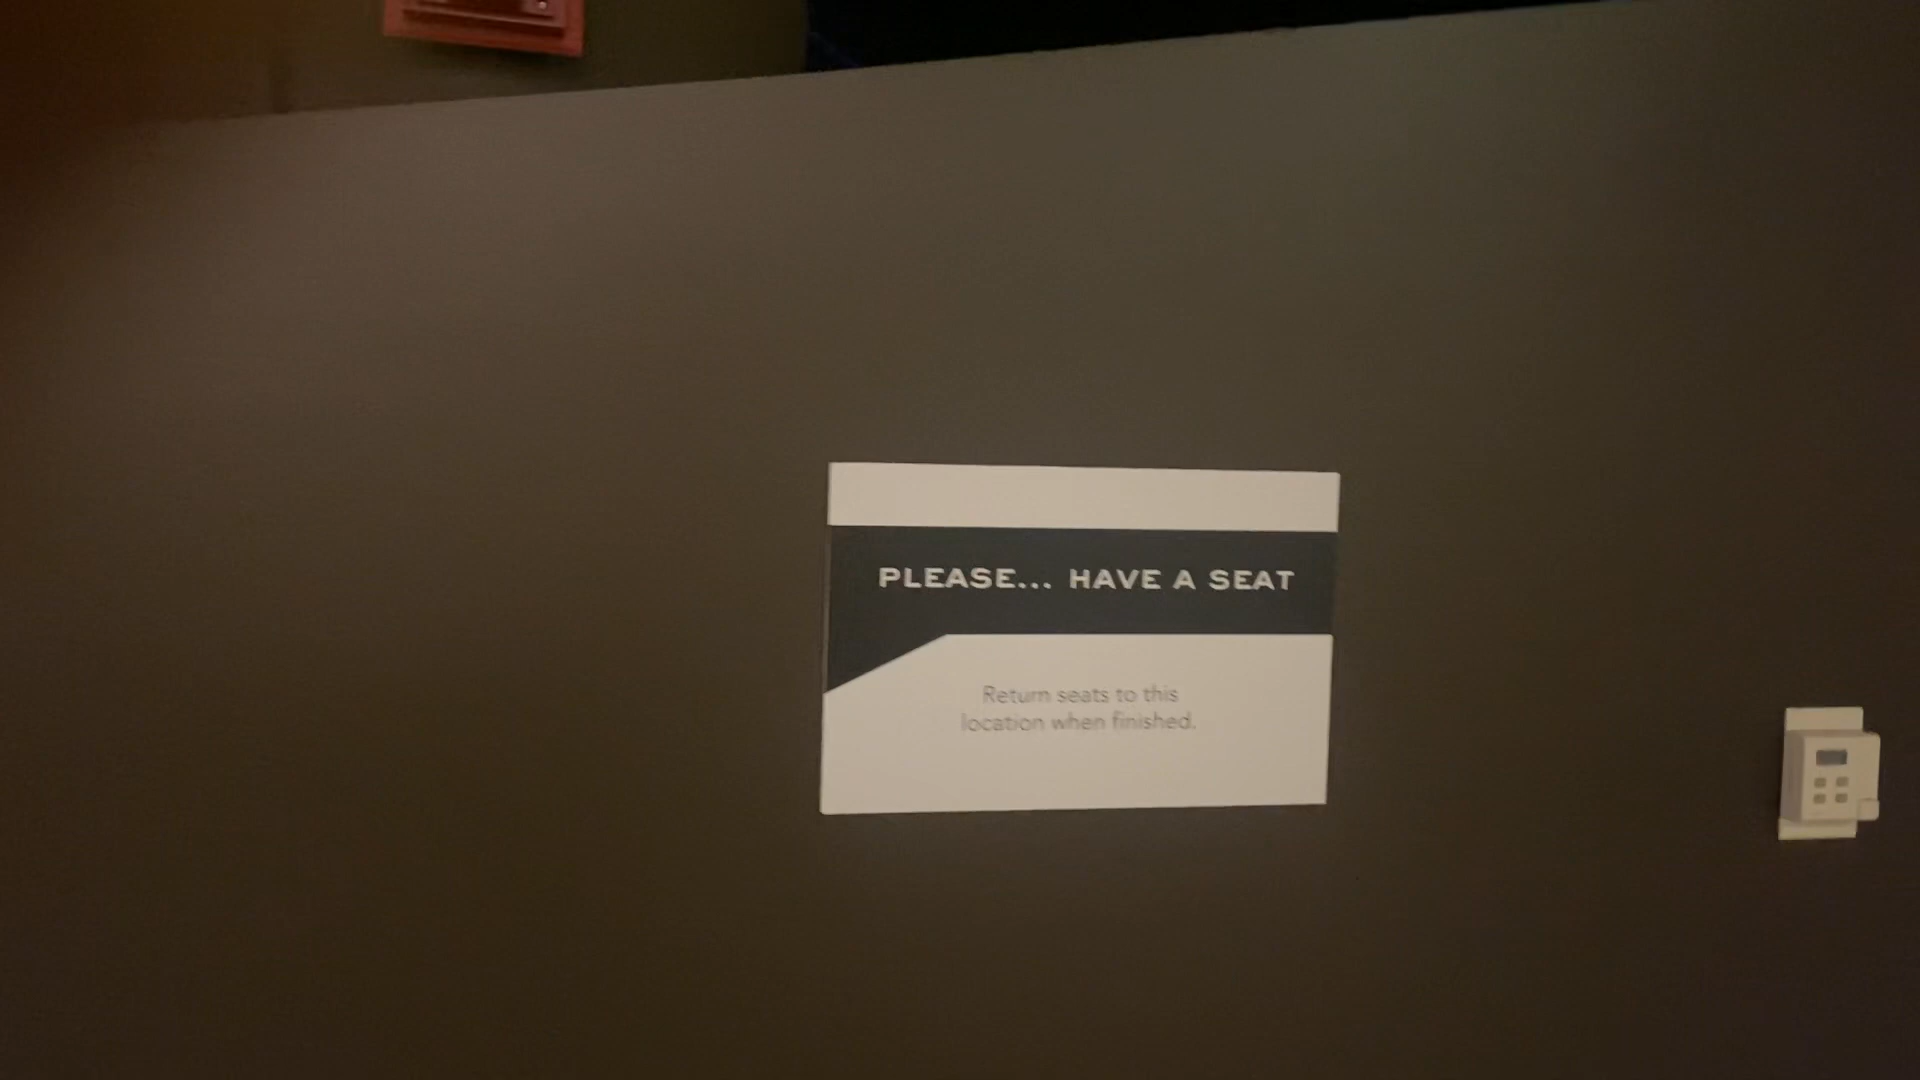 PLEASE... HAVE A SEAT
Return seats to this
location when finished.